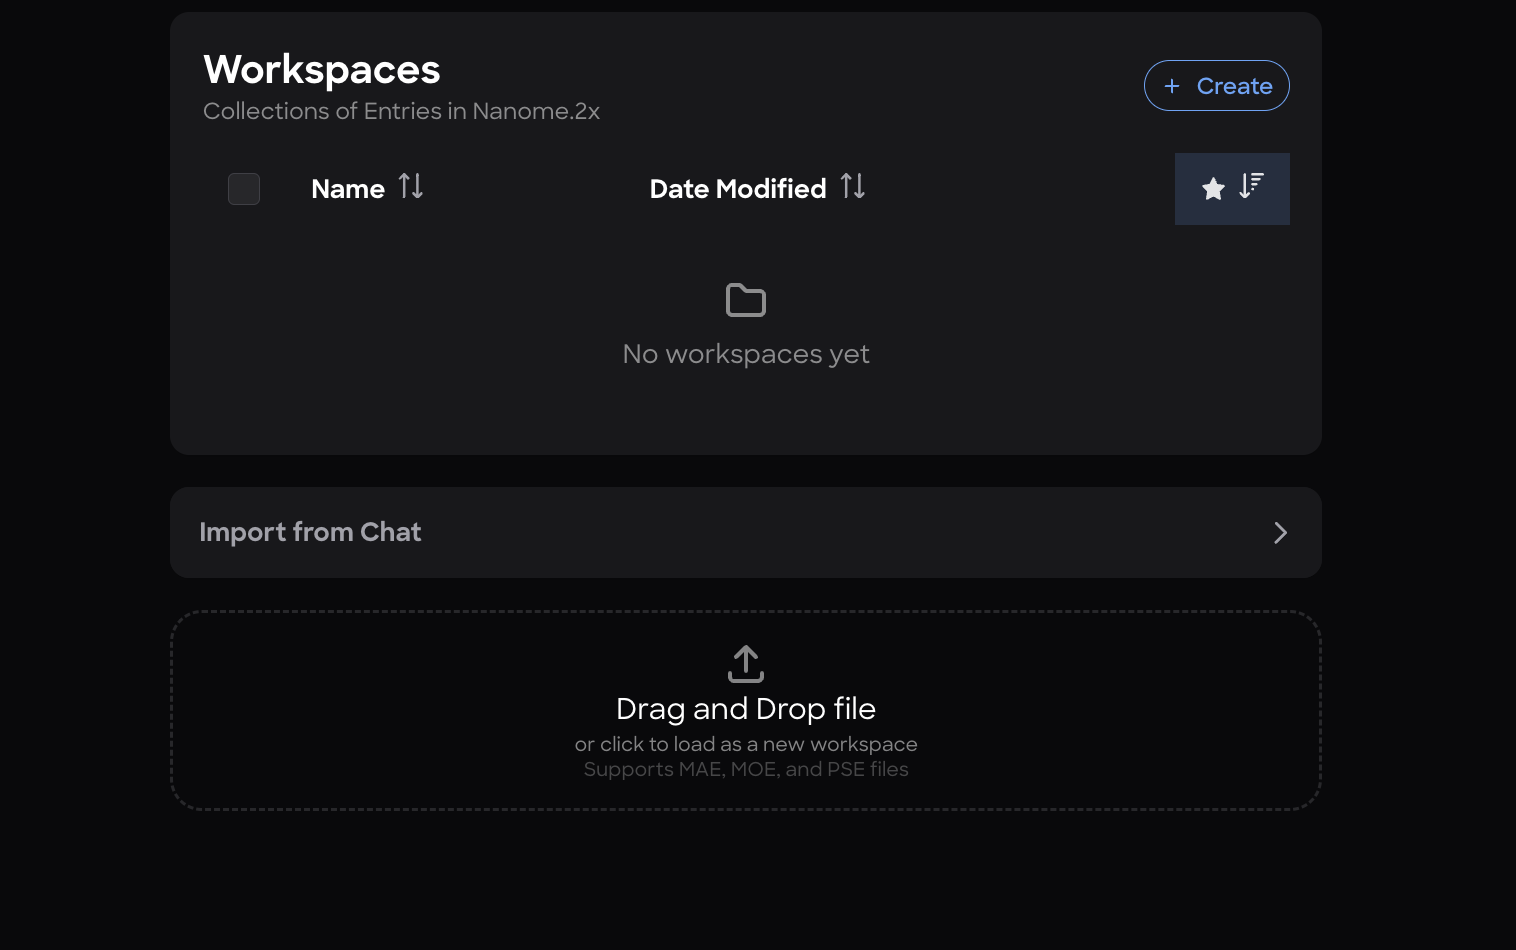 Workspaces
Collections of Entries in Nanome.2x
+ Create
Name
Date Modified
No workspaces yet
Import from Chat
Drag and Drop file
or click to load as a new workspace
Supports MAE, MOE, and PSE files